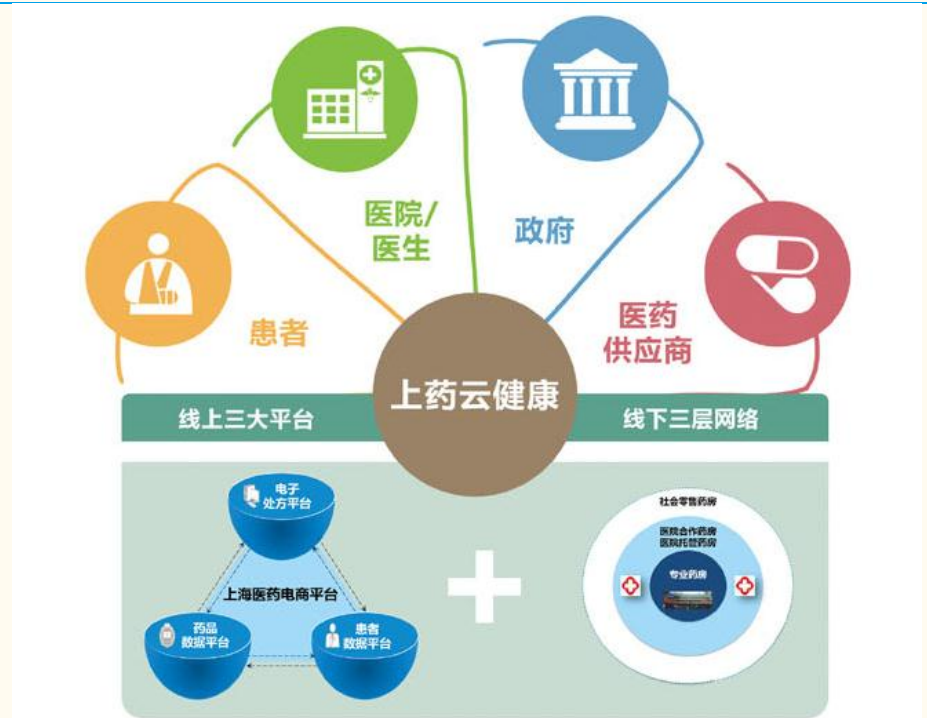 医院/
医生
政府
患者
医药
供应商
上药云健康
线上三大平台
线下三层网络
电子
处方平台
上海医药电商平台
药品
数据平台
患者
数据平台
社会零售药房
医院合作药房
医院托管药房
专业药房